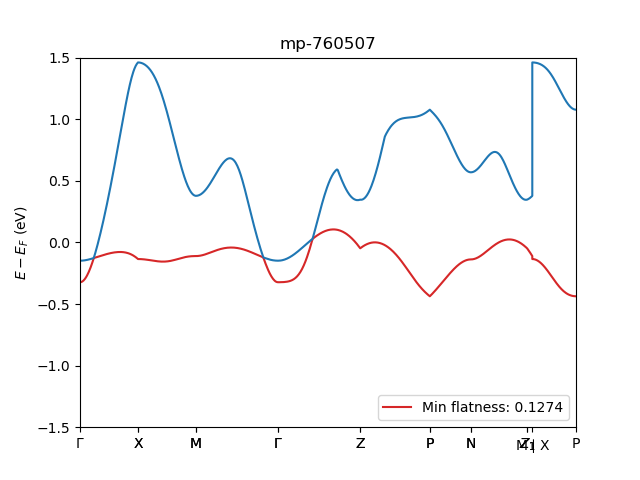 mp-760507
1.5
1.0
0.5
0.0
−0.5
−1.0
−1.5
E − E_F (eV)
Min flatness: 0.1274
Γ X M Γ Z P N Z M | X P